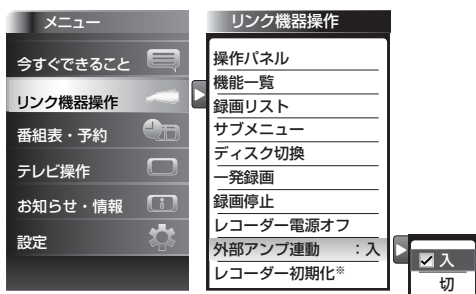 メニュー
今すぐできること
リンク機器操作
番組表・予約
テレビ操作
お知らせ・情報
設定
リンク機器操作
操作パネル
機能一覧
録画リスト
サブメニュー
ディスク切換
一発録画
録画停止
レコーダー電源オフ
外部アンプ連動 : 入
レコーダー初期化※
入
切